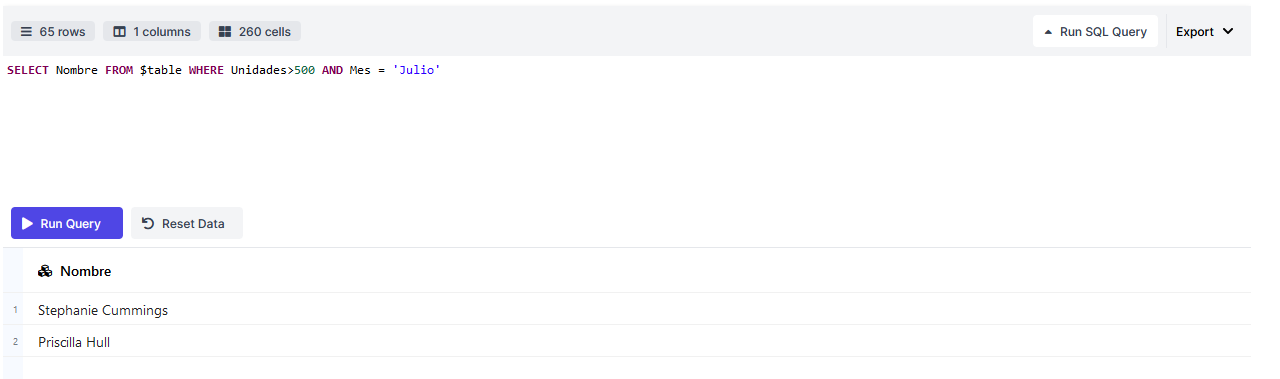 65 rows 1 columns 260 cells Run SQL Query Export
SELECT Nombre FROM $table WHERE Unidades>500 AND Mes = 'Julio'
Run Query Reset Data
Nombre
1 Stephanie Cummings
2 Priscilla Hull